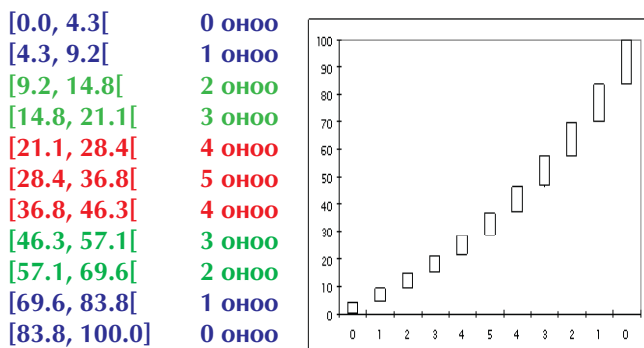 [0.0, 4.3[ 0 оноо
[4.3, 9.2[ 1 оноо
[9.2, 14.8[ 2 оноо
[14.8, 21.1[ 3 оноо
[21.1, 28.4[ 4 оноо
[28.4, 36.8[ 5 оноо
[36.8, 46.3[ 4 оноо
[46.3, 57.1[ 3 оноо
[57.1, 69.6[ 2 оноо
[69.6, 83.8[ 1 оноо
[83.8, 100.0] 0 оноо
100
90
80
70
60
50
40
30
20
10
0
0 1 2 3 4 5 4 3 2 1 0